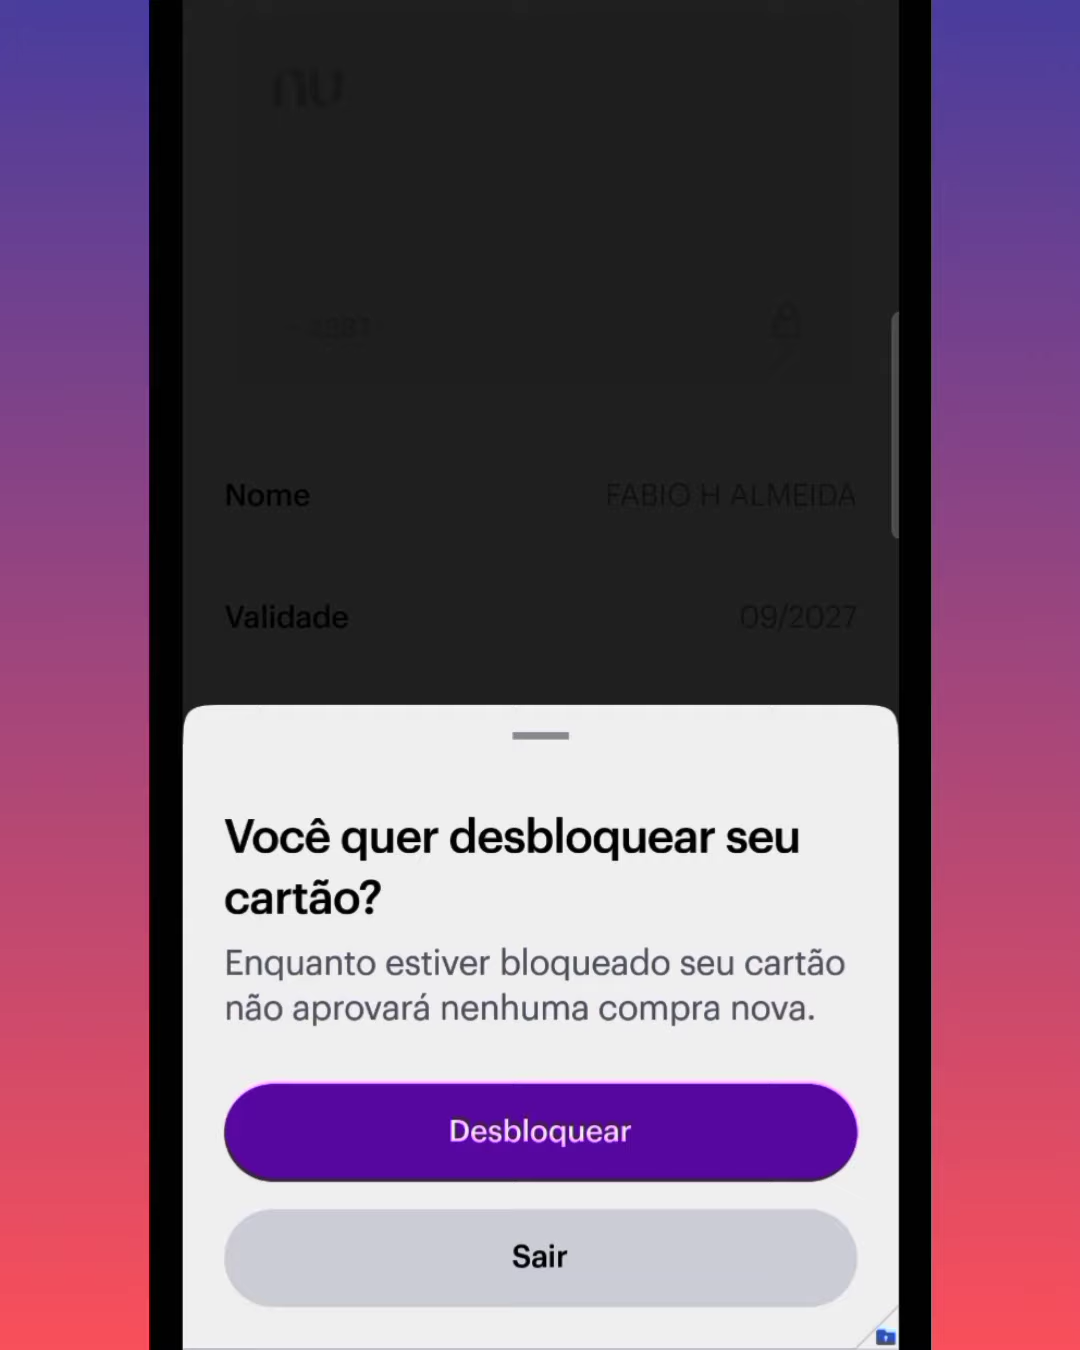 nu
Nome FABIO H ALMEIDA
Validade 09/2027
Você quer desbloquear seu
cartão?
Enquanto estiver bloqueado seu cartão
não aprovará nenhuma compra nova.
Desbloquear
Sair